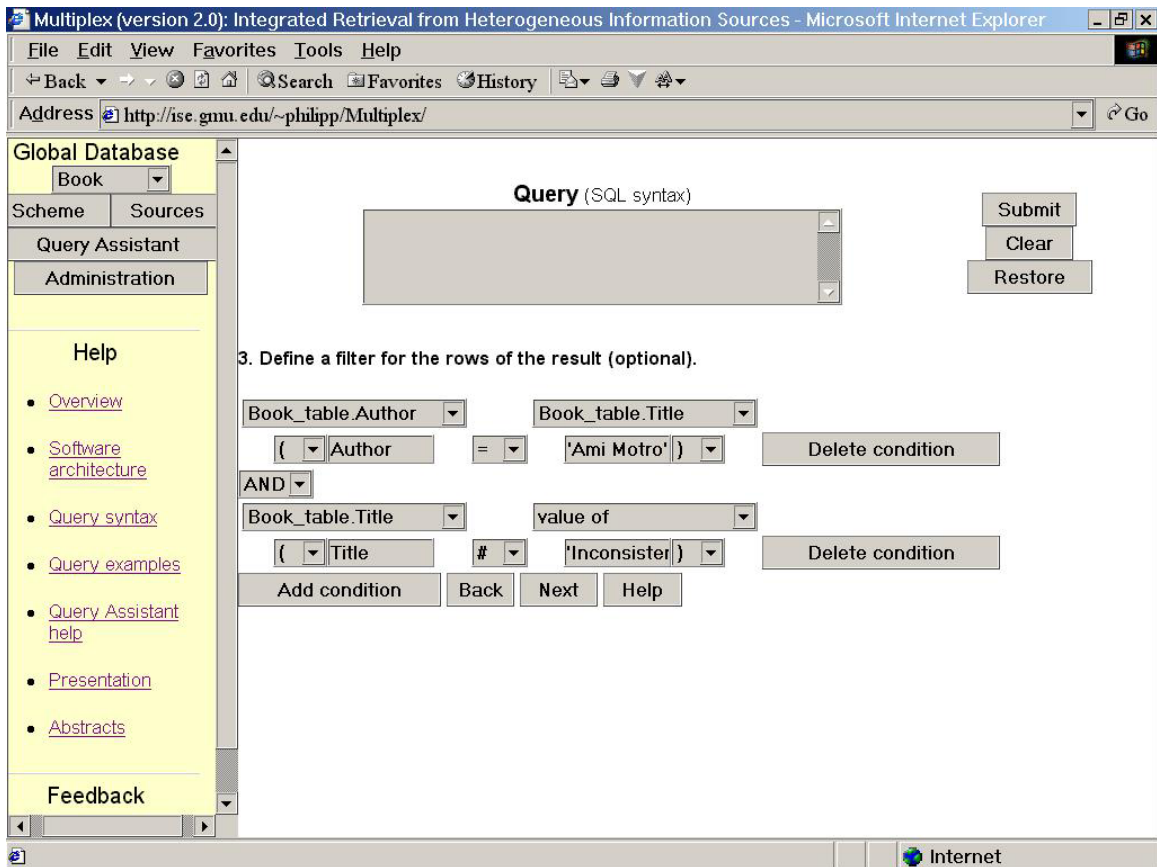 Multiplex (version 2.0): Integrated Retrieval from Heterogeneous Information Sources - Microsoft Internet Explorer
File Edit View Favorites Tools Help
Back Search Favorites History
Address http://ise.gmu.edu/~philipp/Multiplex/ Go
Global Database
Book
Scheme Sources
Query Assistant
Administration
Help
Overview
Software
architecture
Query syntax
Query examples
Query Assistant
help
Presentation
Abstracts
Feedback
Query (SQL syntax)
Submit
Clear
Restore
3. Define a filter for the rows of the result (optional).
Book_table.Author Book_table.Title
( Author = 'Ami Motro' ) Delete condition
AND
Book_table.Title value of
( Title # 'Inconsister ) Delete condition
Add condition Back Next Help
Internet